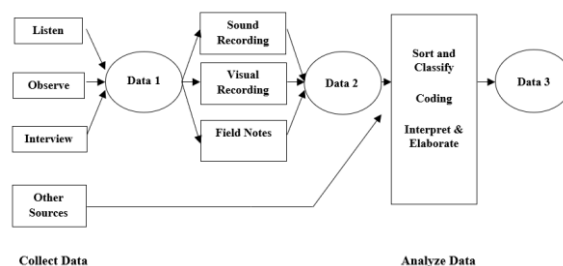 Listen
Observe
Interview
Other
Sources
Data 1
Sound
Recording
Visual
Recording
Field Notes
Data 2
Sort and
Classify
Coding
Interpret &
Elaborate
Data 3
Collect Data
Analyze Data